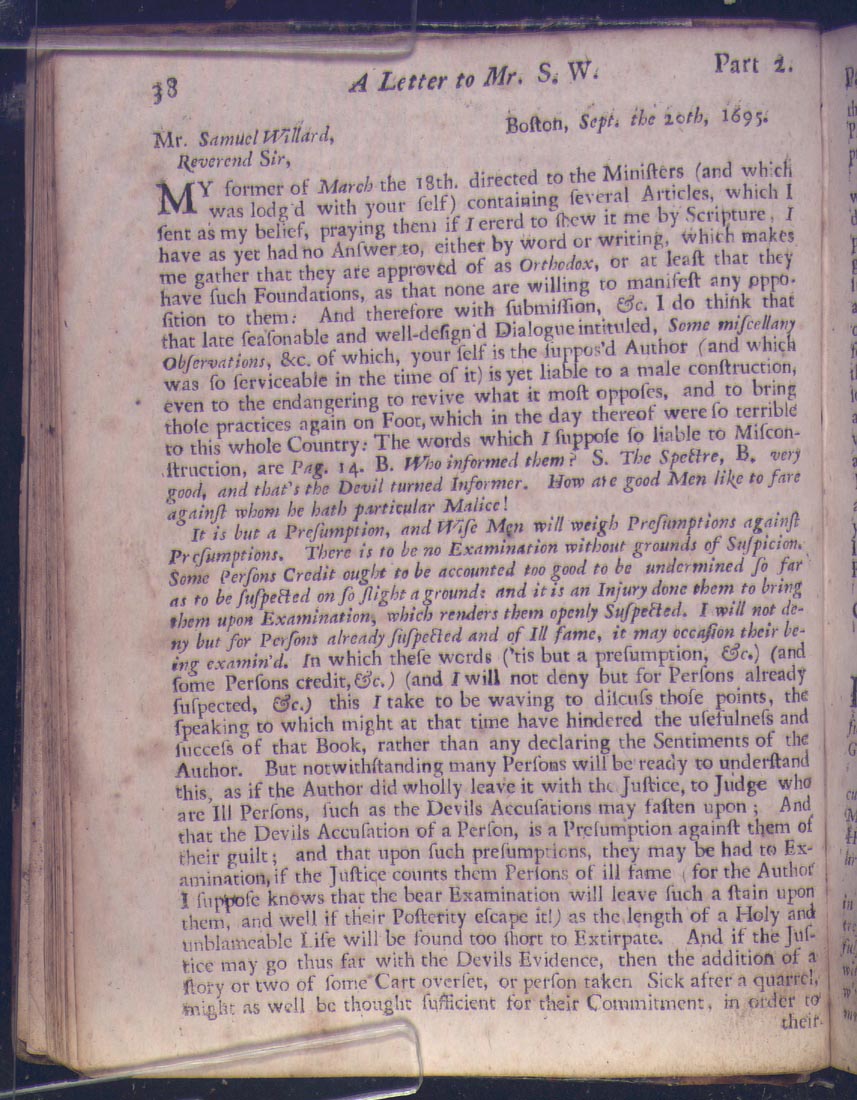 38 A Letter to Mr. S. W. Part 2.
Boſton, Sept. the 20th, 1695.
Mr. Samuel Willard,
Reverend Sir,
MY former of March the 18th. directed to the Miniſters (and which
was lodg'd with your ſelf) containing ſeveral Articles, which I
ſent as my belief, praying them if I ererd to ſhew it me by Scripture, I
have as yet had no Anſwer to, either by word or writing, which makes
me gather that they are approved of as Orthodox, or at leaſt that they
have ſuch Foundations, as that none are willing to manifeſt any oppo-
ſition to them: And therefore with ſubmiſſion, &c. I do think that
that late ſeaſonable and well-deſign'd Dialogue intituled, Some miſcellany
Obſervations, &c. of which, your ſelf is the ſuppos'd Author (and which
was ſo ſerviceable in the time of it) is yet liable to a male conſtruction,
even to the endangering to revive what it moſt oppoſes, and to bring
thoſe practices again on Foot, which in the day thereof were ſo terrible
to this whole Country: The words which I ſuppoſe ſo liable to Miſcon-
ſtruction, are Pag. 14. B. Who informed them? S. The Spectre, B. very
good, and that's the Devil turned Informer. How are good Men like to fare
againſt whom he hath particular Malice!
It is but a Preſumption, and Wiſe Men will weigh Preſumptions againſt
Preſumptions. There is to be no Examination without grounds of Suſpicion.
Some Perſons Credit ought to be accounted too good to be undermined ſo far
as to be ſuſpected on ſo ſlight a ground: and it is an Injury done them to bring
them upon Examination, which renders them openly Suſpected. I will not de-
ny but for Perſons already ſuſpected and of Ill fame, it may occaſion their be-
ing examin'd. In which theſe words ('tis but a preſumption, &c.) (and
ſome Perſons credit, &c.) (and I will not deny but for Perſons already
ſuſpected, &c.) this I take to be waving to diſcuſs thoſe points, the
ſpeaking to which might at that time have hindered the uſefulneſs and
ſucceſs of that Book, rather than any declaring the Sentiments of the
Author. But notwithſtanding many Perſons will be ready to underſtand
this, as if the Author did wholly leave it with the Juſtice, to Judge who
are Ill Perſons, ſuch as the Devils Accuſations may faſten upon; And
that the Devils Accuſation of a Perſon, is a Preſumption againſt them of
their guilt; and that upon ſuch preſumptions, they may be had to Ex-
amination, if the Juſtice counts them Perſons of ill fame (for the Author
I ſuppoſe knows that the bear Examination will leave ſuch a ſtain upon
them, and well if their Poſterity eſcape it!) as the length of a Holy and
unblameable Life will be found too ſhort to Extirpate. And if the Juſ-
tice may go thus far with the Devils Evidence, then the addition of a
ſtory or two of ſome Cart overſet, or perſon taken Sick after a quarrel,
might as well be thought ſufficient for their Commitment, in order to
their